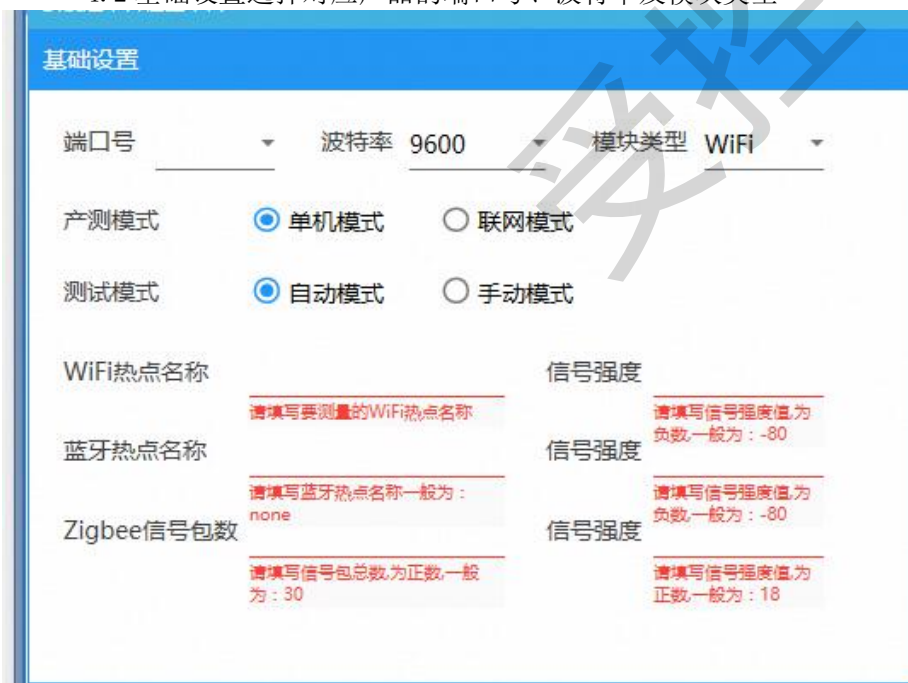 基础设置
端口号 波特率 9600 模块类型 WiFi
产测模式 单机模式 联网模式
测试模式 自动模式 手动模式
WiFi热点名称 信号强度
请填写要测量的WiFi热点名称 请填写信号强度值,为
负数,一般为：-80
蓝牙热点名称 信号强度
请填写蓝牙热点名称一般为： 请填写信号强度值,为
none 负数,一般为：-80
Zigbee信号包数 信号强度
请填写信号包总数,为正数,一般 请填写信号强度值,为
为：30 正数,一般为：18
受控